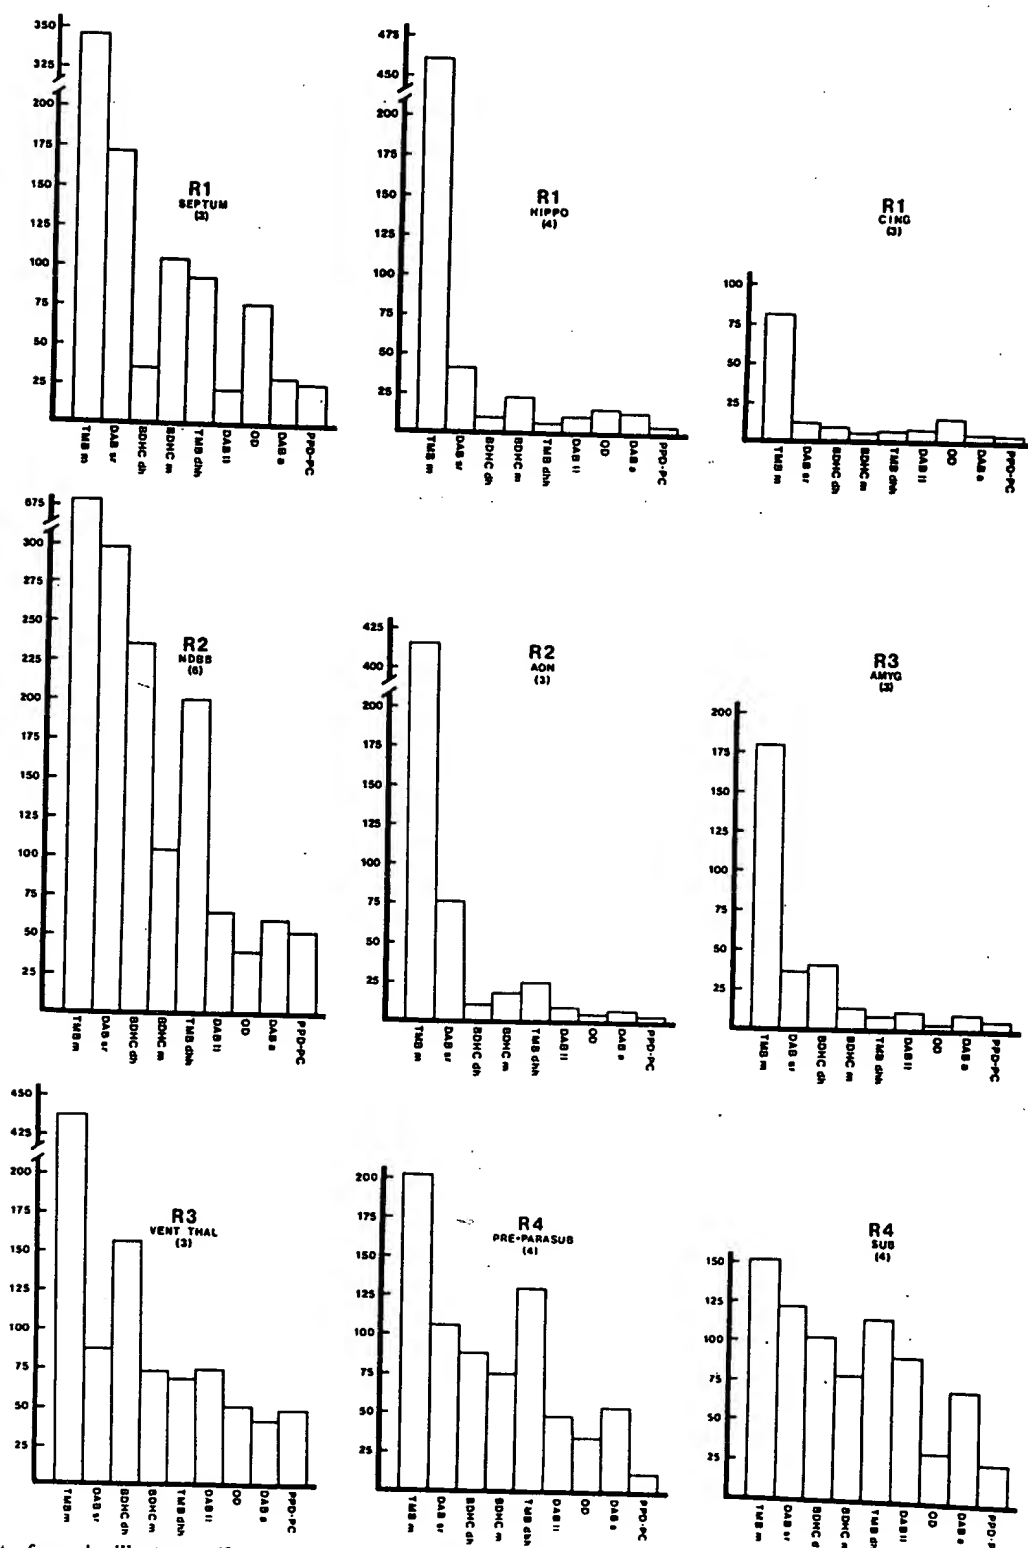 350
325
200
175
150
125
100
75
50
25
R1
SEPTUM
(3)
TMB m
DAB sr
BDHC dh
BDHC m
TMB dhh
DAB II
OD
DAB a
PPD-PC
475
450
200
175
150
125
100
75
50
25
R1
HIPPO
(4)
TMB m
DAB sr
BDHC dh
BDHC m
TMB dhh
DAB II
OD
DAB a
PPD-PC
100
75
50
25
R1
CING
(3)
TMB m
DAB sr
BDHC dh
BDHC m
TMB dhh
DAB II
OD
DAB a
PPD-PC
675
300
275
250
225
200
175
150
125
100
75
50
25
R2
NDBB
(6)
TMB m
DAB sr
BDHC dh
BDHC m
TMB dhh
DAB II
OD
DAB a
PPD-PC
425
400
200
175
150
125
100
75
50
25
R2
AON
(3)
TMB m
DAB sr
BDHC dh
BDHC m
TMB dhh
DAB II
OD
DAB a
PPD-PC
200
175
150
125
100
75
50
25
R3
AMYG
(3)
TMB m
DAB sr
BDHC dh
BDHC m
TMB dhh
DAB II
OD
DAB a
PPD-PC
450
425
200
175
150
125
100
75
50
25
R3
VENT THAL
(3)
TMB m
DAB sr
BDHC dh
BDHC m
TMB dhh
DAB II
OD
DAB a
PPD-PC
200
175
150
125
100
75
50
25
R4
PRE-PARASUB
(4)
TMB m
DAB sr
BDHC dh
BDHC m
TMB dhh
DAB II
OD
DAB a
PPD-PC
150
125
100
75
50
25
R4
SUB
(4)
TMB m
DAB sr
BDHC d
BDHC m
TMB dh
DAB II
OD
DAB a
PPD-P